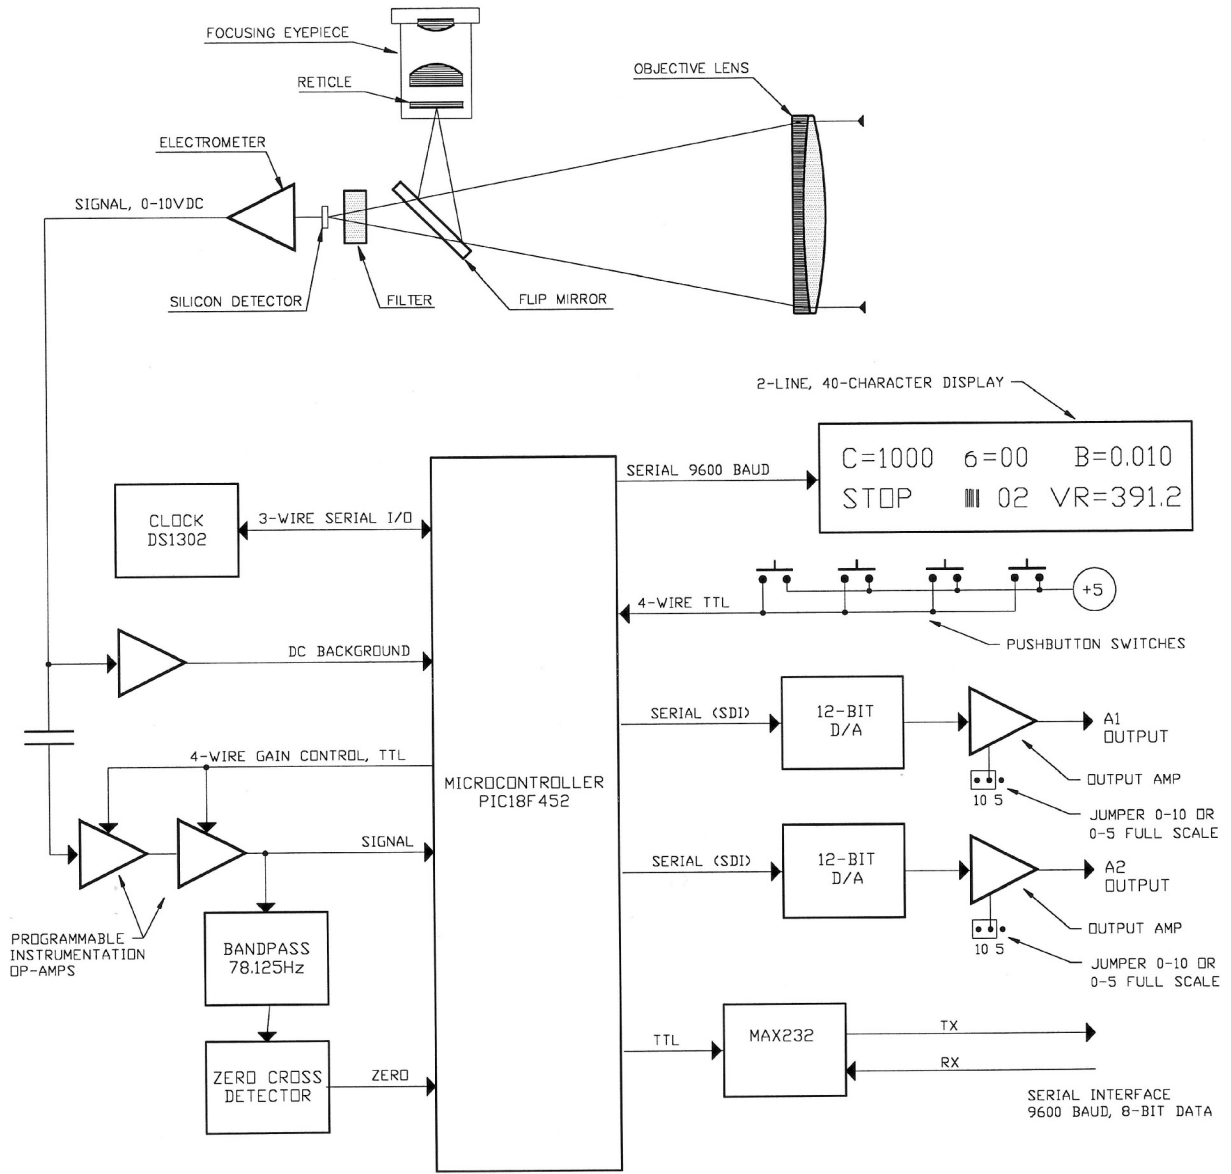 FOCUSING EYEPIECE
RETICLE
OBJECTIVE LENS
ELECTROMETER
SIGNAL, 0-10VDC
SILICON DETECTOR
FILTER
FLIP MIRROR
2-LINE, 40-CHARACTER DISPLAY
C=1000 6=00 B=0.010
STOP 02 VR=391.2
SERIAL 9600 BAUD
CLOCK
DS1302
3-WIRE SERIAL I/O
+5
4-WIRE TTL
PUSHBUTTON SWITCHES
DC BACKGROUND
SERIAL (SDI)
12-BIT
D/A
A1
OUTPUT
4-WIRE GAIN CONTROL, TTL
MICROCONTROLLER
PIC18F452
OUTPUT AMP
10 5
JUMPER 0-10 OR
0-5 FULL SCALE
SIGNAL
SERIAL (SDI)
12-BIT
D/A
A2
OUTPUT
PROGRAMMABLE
INSTRUMENTATION
OP-AMPS
BANDPASS
78.125Hz
OUTPUT AMP
10 5
JUMPER 0-10 OR
0-5 FULL SCALE
TTL
MAX232
TX
RX
ZERO CROSS
DETECTOR
ZERO
SERIAL INTERFACE
9600 BAUD, 8-BIT DATA